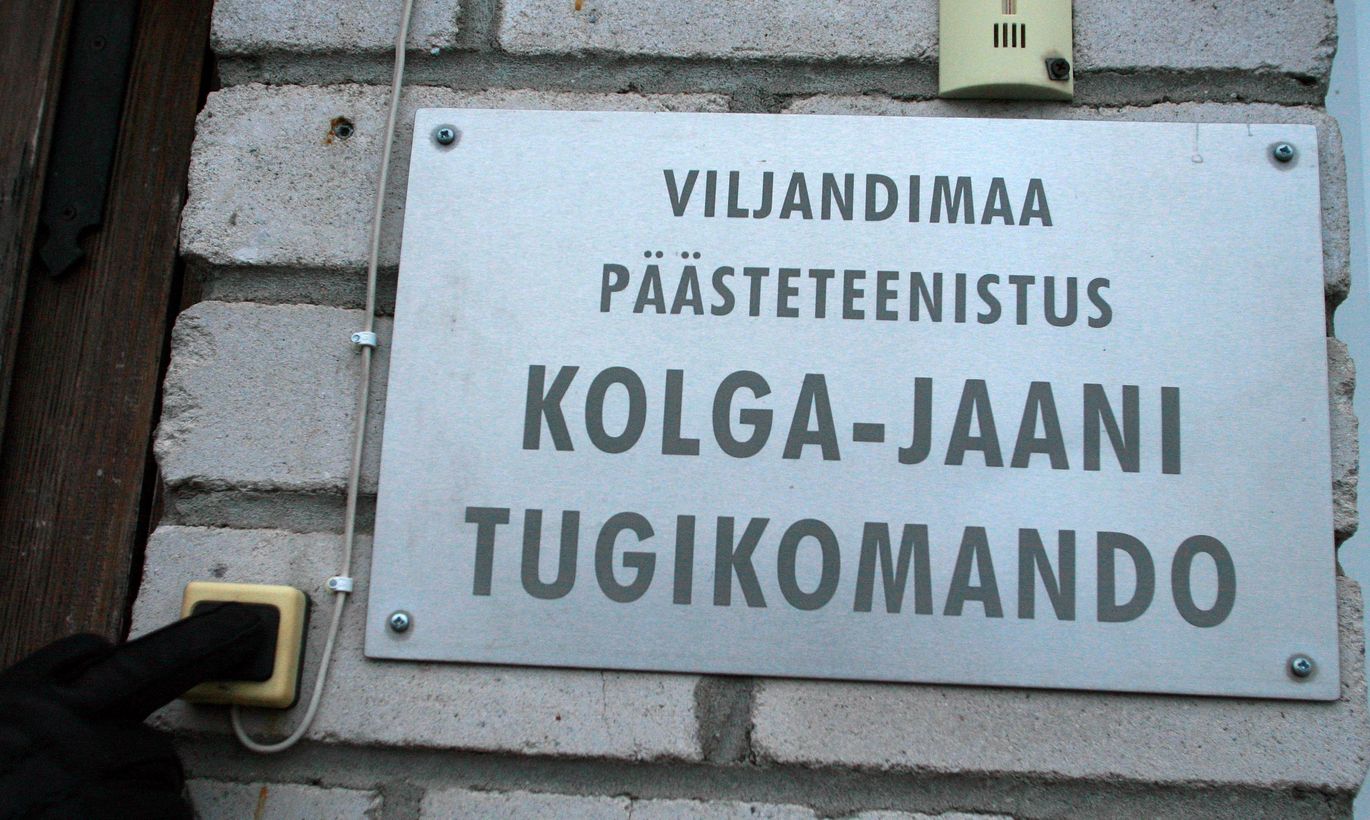 VILJANDIMAA
PÄÄSTETEENISTUS
KOLGA-JAANI
TUGIKOMANDO